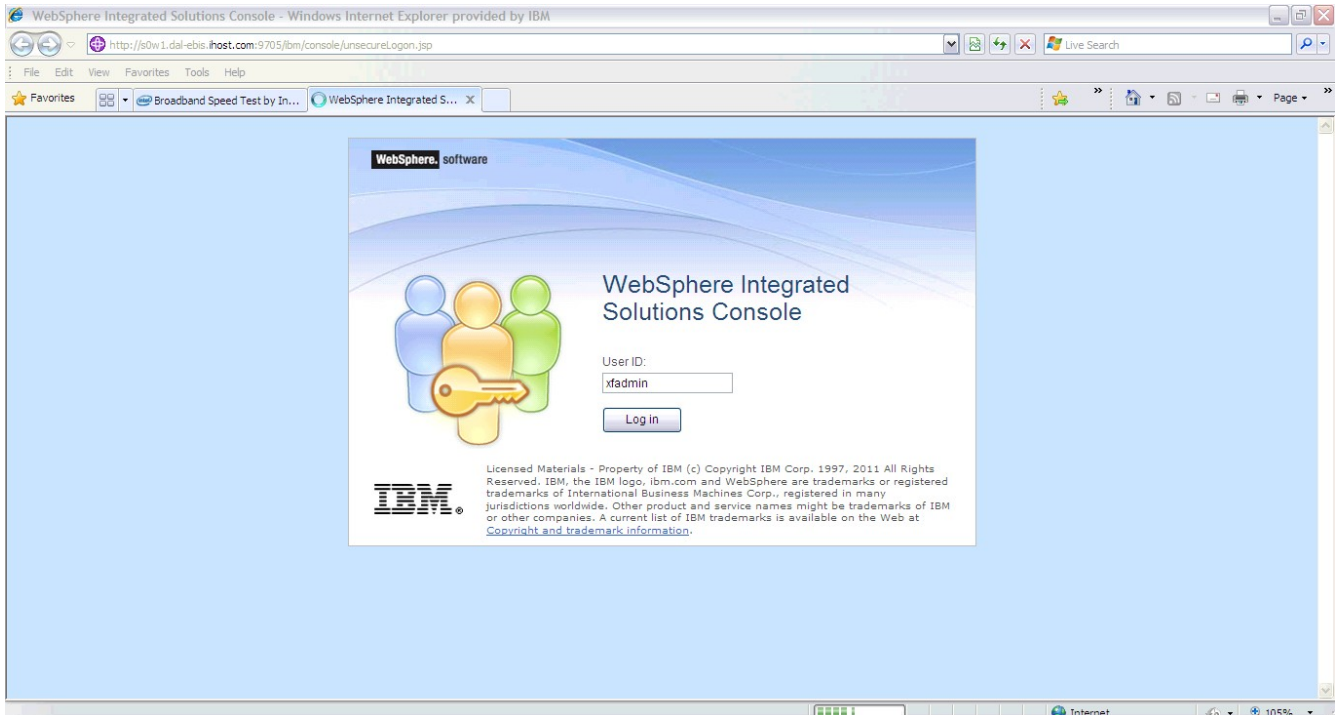 WebSphere Integrated Solutions Console - Windows Internet Explorer provided by IBM
http://s0w1.dal-ebis.ihost.com:9705/ibm/console/unsecureLogon.jsp
Live Search
File Edit View Favorites Tools Help
Favorites Broadband Speed Test by In... WebSphere Integrated S... X Page
WebSphere. software
WebSphere Integrated
Solutions Console
User ID:
xfadmin
Log in
Licensed Materials - Property of IBM (c) Copyright IBM Corp. 1997, 2011 All Rights
Reserved. IBM, the IBM logo, ibm.com and WebSphere are trademarks or registered
trademarks of International Business Machines Corp., registered in many
jurisdictions worldwide. Other product and service names might be trademarks of IBM
or other companies. A current list of IBM trademarks is available on the Web at
Copyright and trademark information.
IBM®
Internet 105%